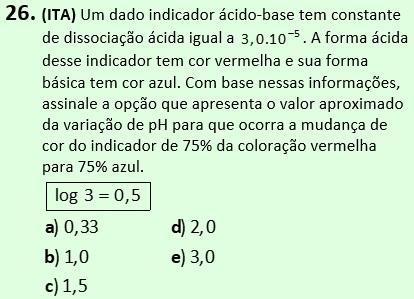 26. (ITA) Um dado indicador ácido-base tem constante
de dissociação ácida igual a 3,0.10⁻⁵. A forma ácida
desse indicador tem cor vermelha e sua forma
básica tem cor azul. Com base nessas informações,
assinale a opção que apresenta o valor aproximado
da variação de pH para que ocorra a mudança de
cor do indicador de 75% da coloração vermelha
para 75% azul.
log 3 = 0,5
a) 0,33 d) 2,0
b) 1,0 e) 3,0
c) 1,5